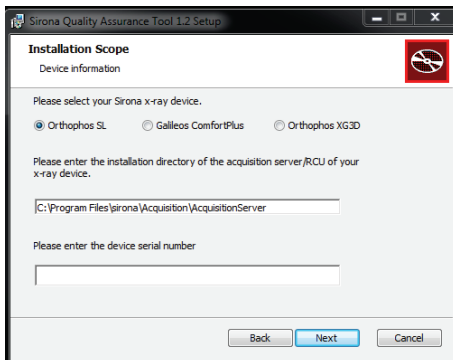 Sirona Quality Assurance Tool 1.2 Setup
Installation Scope
Device information
Please select your Sirona x-ray device.
Orthophos SL Galileos ComfortPlus Orthophos XG3D
Please enter the installation directory of the acquisition server/RCU of your
x-ray device.
C:\Program Files\sirona\Acquisition\AcquisitionServer
Please enter the device serial number
Back Next Cancel